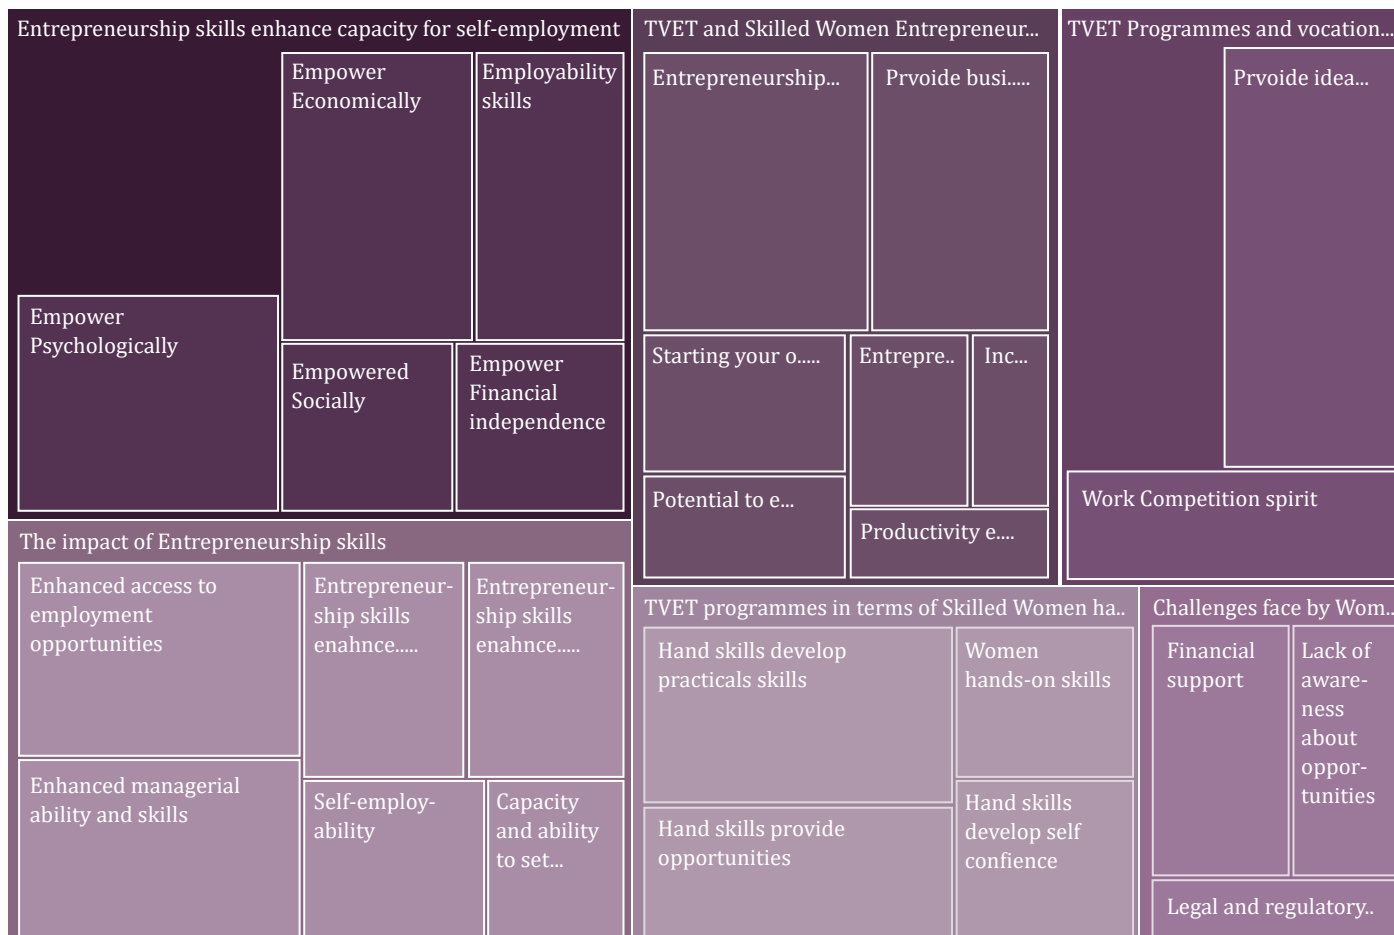 Entrepreneurship skills enhance capacity for self-employment
Empower
Economically
Employability
skills
Empower
Psychologically
Empowered
Socially
Empower
Financial
independence
TVET and Skilled Women Entrepreneur...
Entrepreneurship...
Prvoide busi.....
Starting your o.....
Entrepre..
Inc...
Potential to e...
Productivity e....
TVET Programmes and vocation...
Prvoide idea...
Work Competition spirit
The impact of Entrepreneurship skills
Enhanced access to
employment
opportunities
Entrepreneur-
ship skills
enahnce.....
Entrepreneur-
ship skills
enahnce.....
Enhanced managerial
ability and skills
Self-employ-
ability
Capacity
and ability
to set...
TVET programmes in terms of Skilled Women ha..
Hand skills develop
practicals skills
Women
hands-on skills
Hand skills provide
opportunities
Hand skills
develop self
confience
Challenges face by Wom...
Financial
support
Lack of
aware-
ness
about
oppor-
tunities
Legal and regulatory..